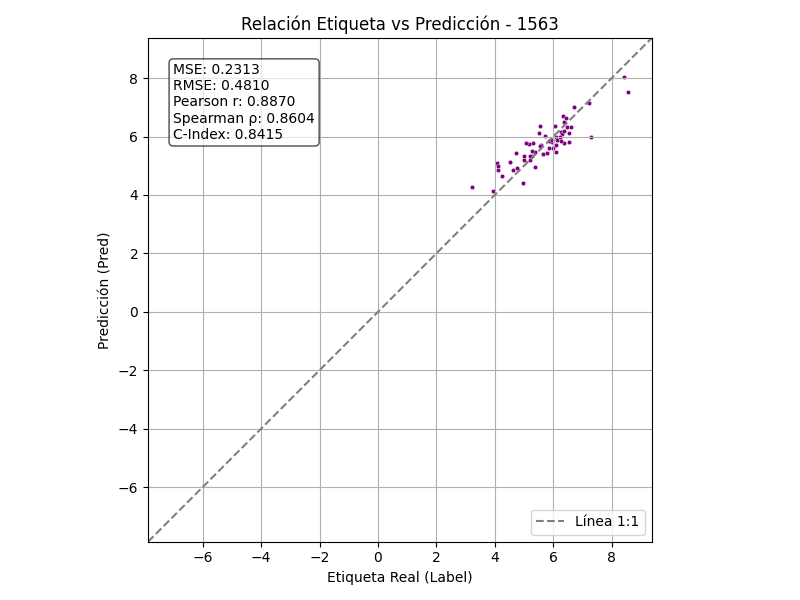 Relación Etiqueta vs Predicción - 1563
MSE: 0.2313
RMSE: 0.4810
Pearson r: 0.8870
Spearman ρ: 0.8604
C-Index: 0.8415
8
6
4
2
0
−2
−4
−6
Predicción (Pred)
Línea 1:1
−6 −4 −2 0 2 4 6 8
Etiqueta Real (Label)